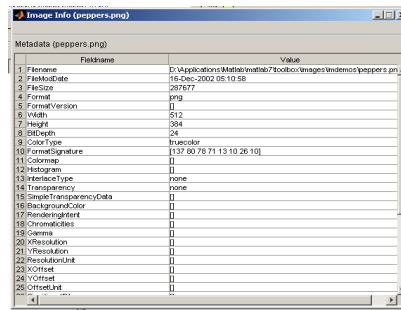 Image Info (peppers.png)
Metadata (peppers.png)
Fieldname Value
1 Filename D:\Applications\Matlab\matlab7\toolbox\images\imdemos\peppers.pn
2 FileModDate 16-Dec-2002 05:10:58
3 FileSize 287677
4 Format png
5 FormatVersion []
6 Width 512
7 Height 384
8 BitDepth 24
9 ColorType truecolor
10 FormatSignature [137 80 78 71 13 10 26 10]
11 Colormap []
12 Histogram []
13 InterlaceType none
14 Transparency none
15 SimpleTransparencyData []
16 BackgroundColor []
17 RenderingIntent []
18 Chromaticities []
19 Gamma []
20 XResolution []
21 YResolution []
22 ResolutionUnit []
23 XOffset []
24 YOffset []
25 OffsetUnit []